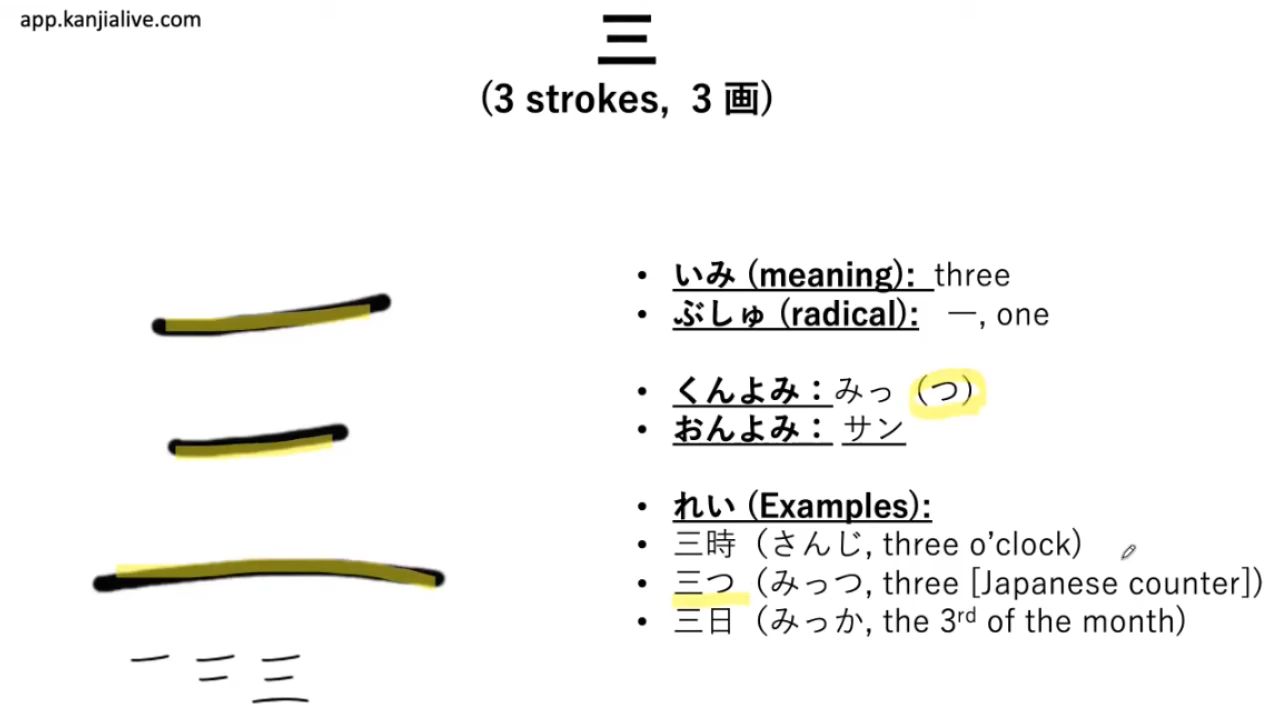 app.kanjialive.com
三
(3 strokes, 3 画)
• いみ (meaning): three
• ぶしゅ (radical): 一, one
• くんよみ：みっ（つ）
• おんよみ： サン
• れい (Examples):
• 三時（さんじ, three o’clock）
• 三つ（みっつ, three [Japanese counter]）
• 三日（みっか, the 3rd of the month）
一 二 三